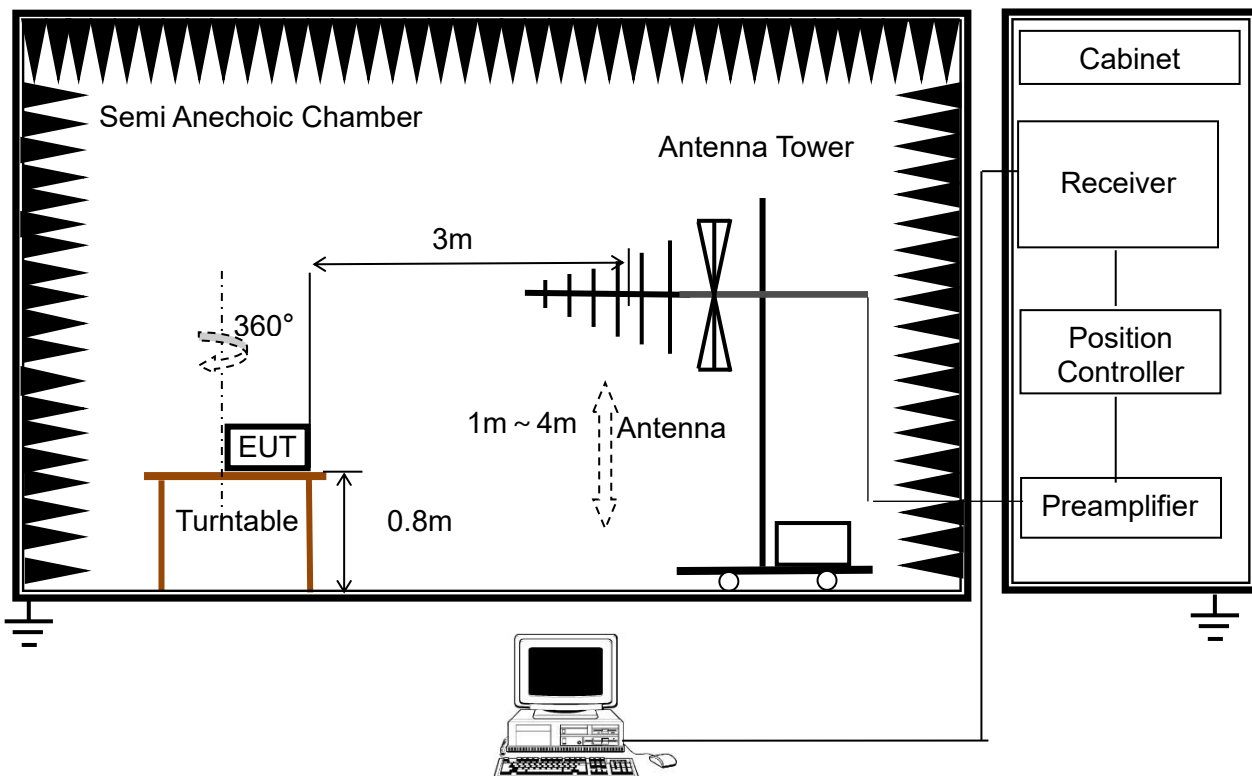 Cabinet
Semi Anechoic Chamber
Antenna Tower
Receiver
3m
360°
Position
Controller
1m ~ 4m
Antenna
EUT
Turntable
0.8m
Preamplifier